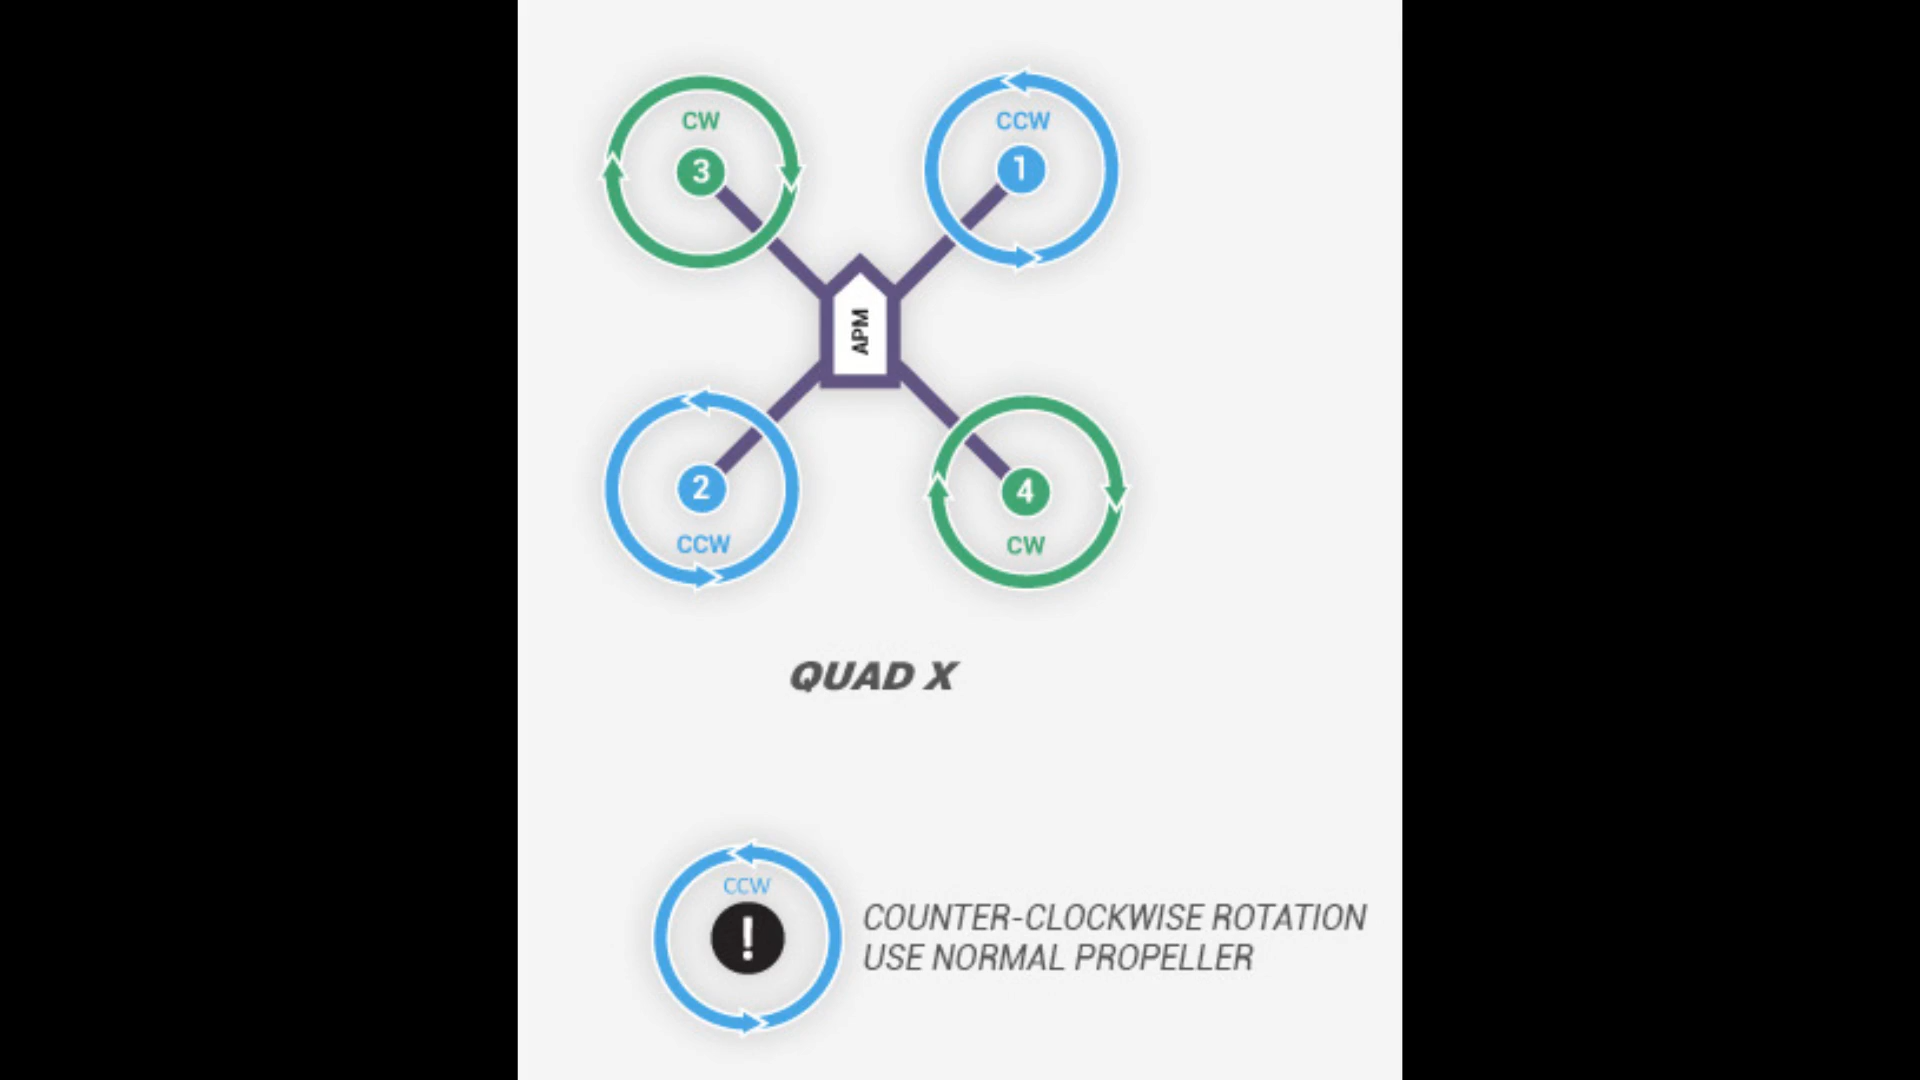 CW
3
CCW
1
APM
2
CCW
4
CW
QUAD X
CCW
!
COUNTER-CLOCKWISE ROTATION
USE NORMAL PROPELLER